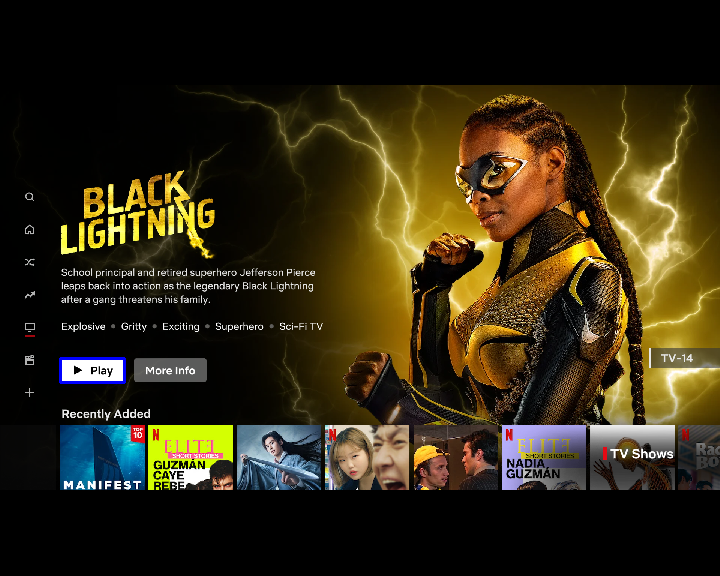 BLACK
LIGHTNING
School principal and retired superhero Jefferson Pierce
leaps back into action as the legendary Black Lightning
after a gang threatens his family.
Explosive • Gritty • Exciting • Superhero • Sci-Fi TV
Play
More Info
TV-14
Recently Added
TOP
10
MANIFEST
N
ELITE
SHORT STORIES
GUZMÁN
CAYE
REBE
N
N
ELITE
SHORT STORIES
NADIA
GUZMÁN
TV Shows
N